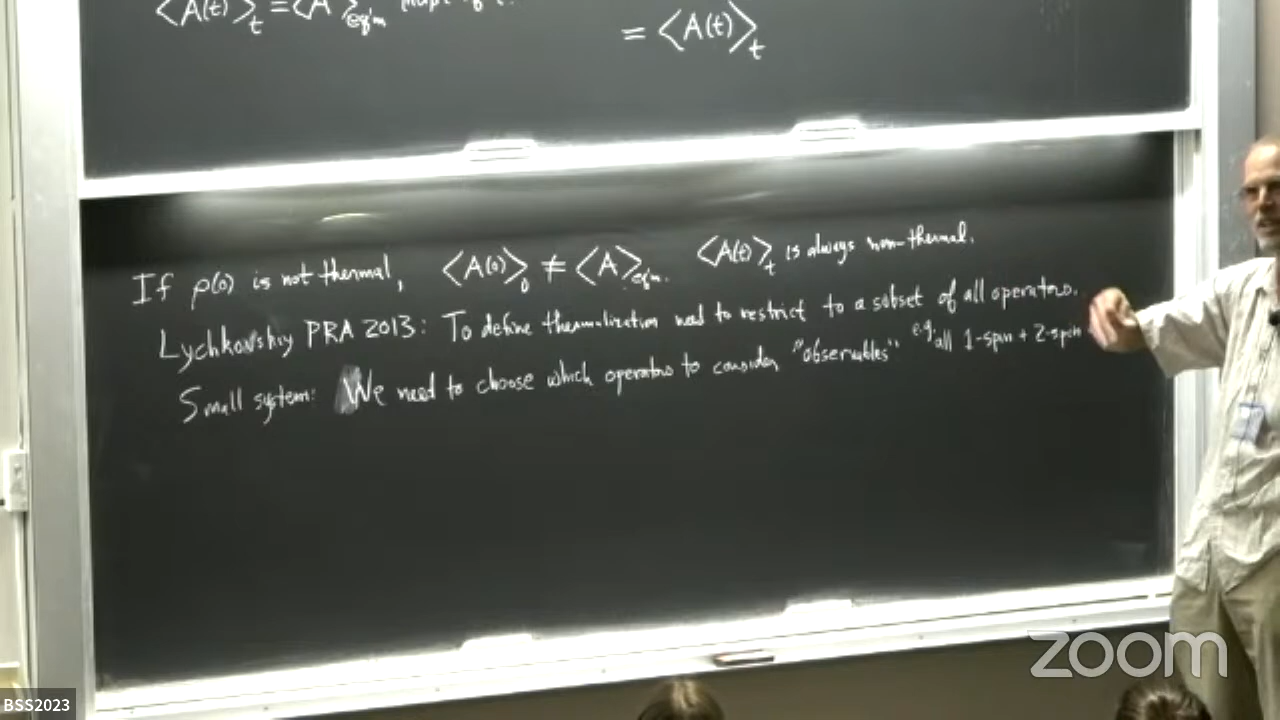 ⟨A(t)⟩_t = ⟨A⟩_eq'm
= ⟨A(t)⟩_t
If ρ(0) is not thermal, ⟨A(0)⟩_0 ≠ ⟨A⟩_eq'm. ⟨A(t)⟩_t is always non-thermal.
Lychkovskiy PRA 2013: To define thermalization need to restrict to a subset of all operators.
Small system: We need to choose which operators to consider "observables" e.g. all 1-spin + 2-spin
zoom
BSS2023